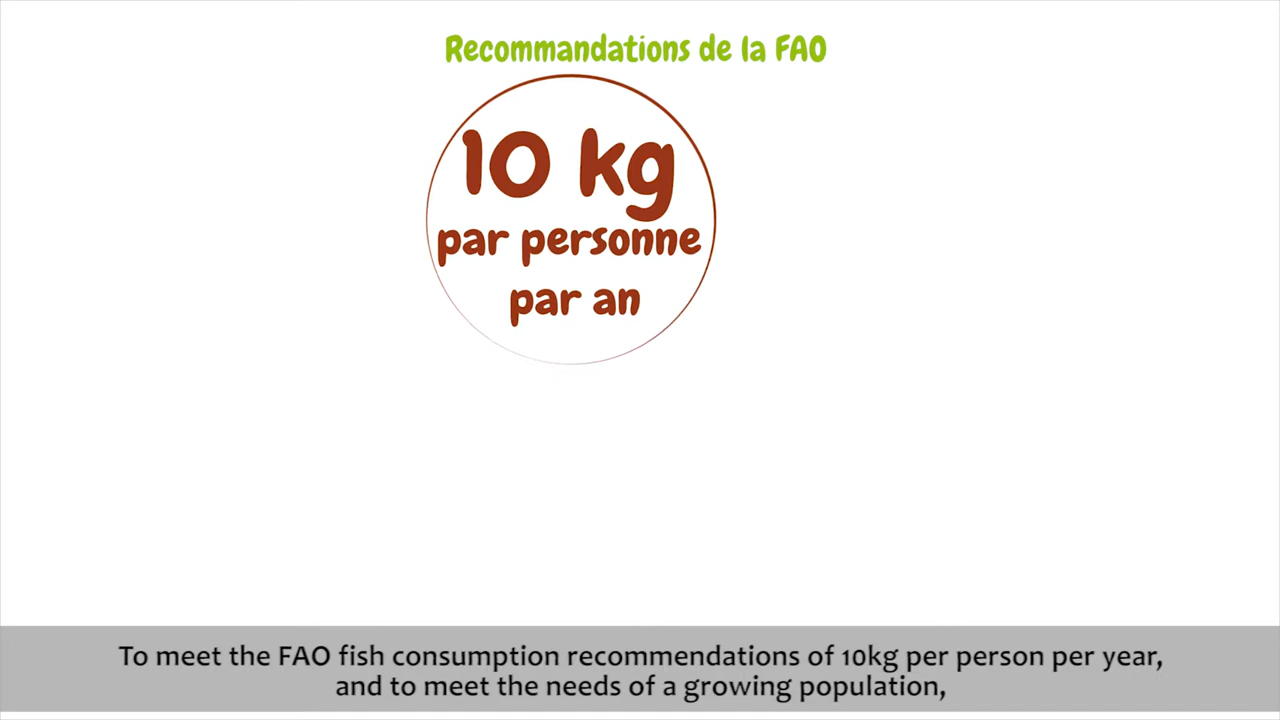 Recommandations de la FAO
10 kg
par personne
par an
To meet the FAO fish consumption recommendations of 10kg per person per year,
and to meet the needs of a growing population,